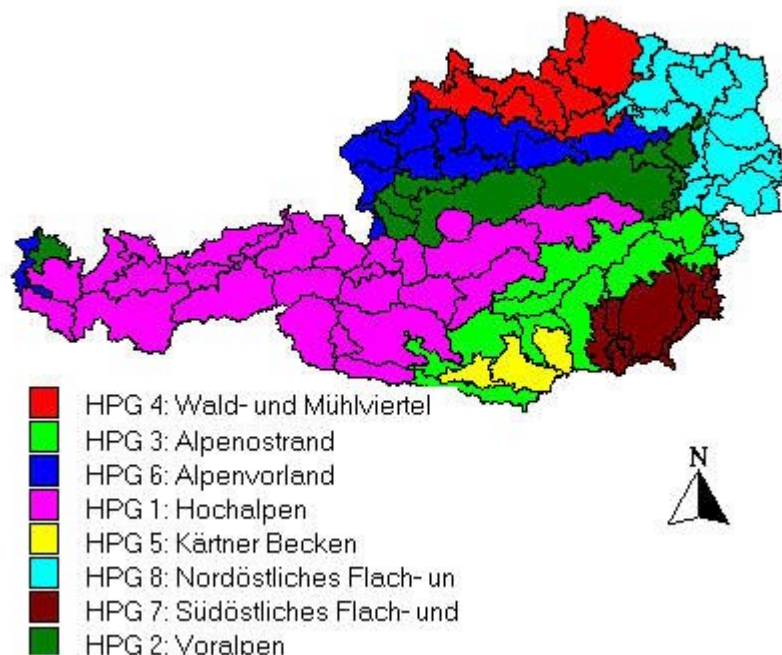 N
HPG 4: Wald- und Mühlviertel
HPG 3: Alpenostrand
HPG 6: Alpenvorland
HPG 1: Hochalpen
HPG 5: Kärtner Becken
HPG 8: Nordöstliches Flach- un
HPG 7: Südöstliches Flach- und
HPG 2: Voralpen